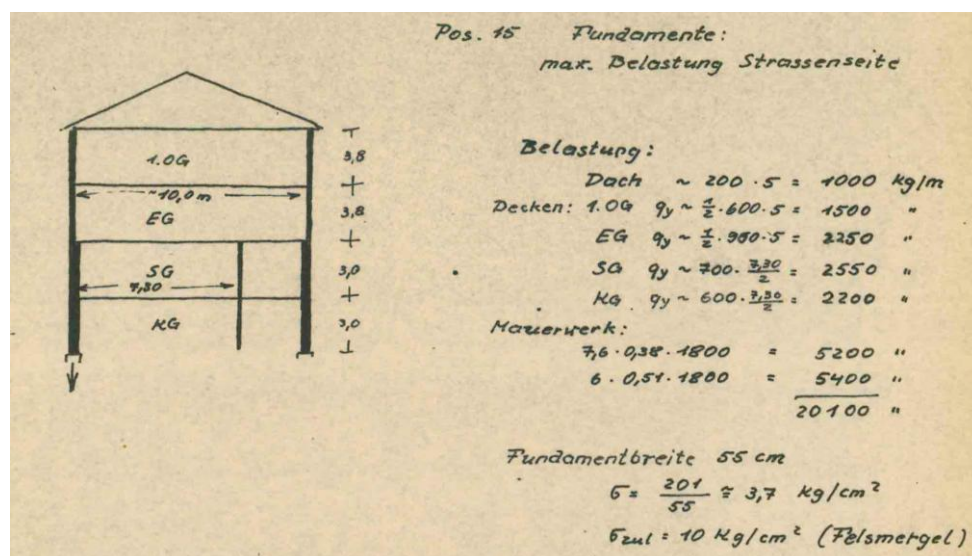 Pos. 15 Fundamente:
max. Belastung Strassenseite
1.OG
~10,0 m
EG
SG
7,30
KG
3,8
3,8
3,0
3,0
Belastung:
Dach ~ 200 · 5 = 1000 kg/m
Decken: 1.OG qy ~ 1/2 · 600 · 5 = 1500 "
EG qy ~ 1/2 · 900 · 5 = 2250 "
SG qy ~ 700 · 7,30/2 = 2550 "
KG qy ~ 600 · 7,30/2 = 2200 "
Mauerwerk:
7,6 · 0,38 · 1800 = 5200 "
6 · 0,51 · 1800 = 5400 "
20100 "
Fundamentbreite 55 cm
σ = 201/55 ≅ 3,7 kg/cm²
σzul = 10 kg/cm² (Felsmergel)